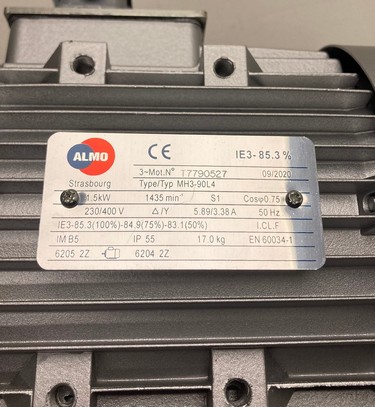 ALMO
CE IE3-85.3%
3~Mot.Nº T7790527 09/2020
Strasbourg Type/Typ MH3-90L4
1.5kW 1435 min⁻ S1 Cosφ0.75
230/400 V Δ/Y 5.89/3.38 A 50 Hz
IE3-85.3(100%)-84.9(75%)-83.1(50%) I.CL.F
IM B5 IP 55 17.0 kg EN 60034-1
6205 2Z 6204 2Z